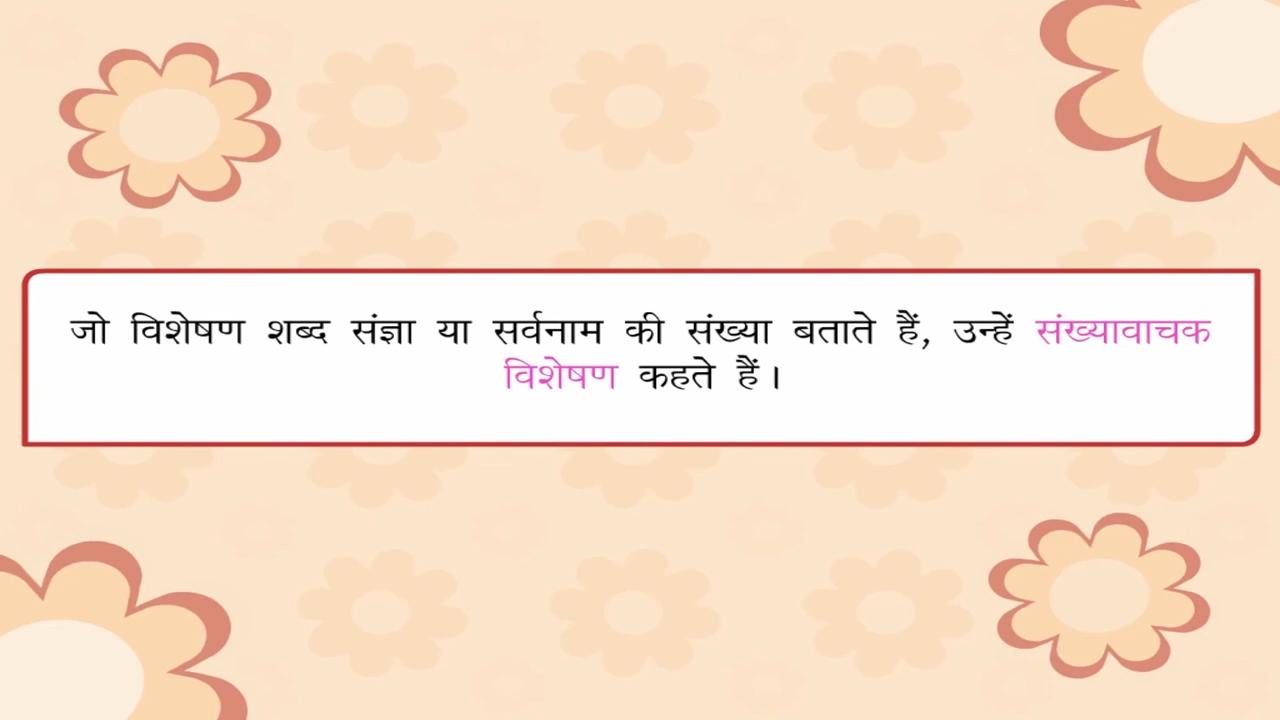 जो विशेषण शब्द संज्ञा या सर्वनाम की संख्या बताते हैं, उन्हें संख्यावाचक
विशेषण कहते हैं।